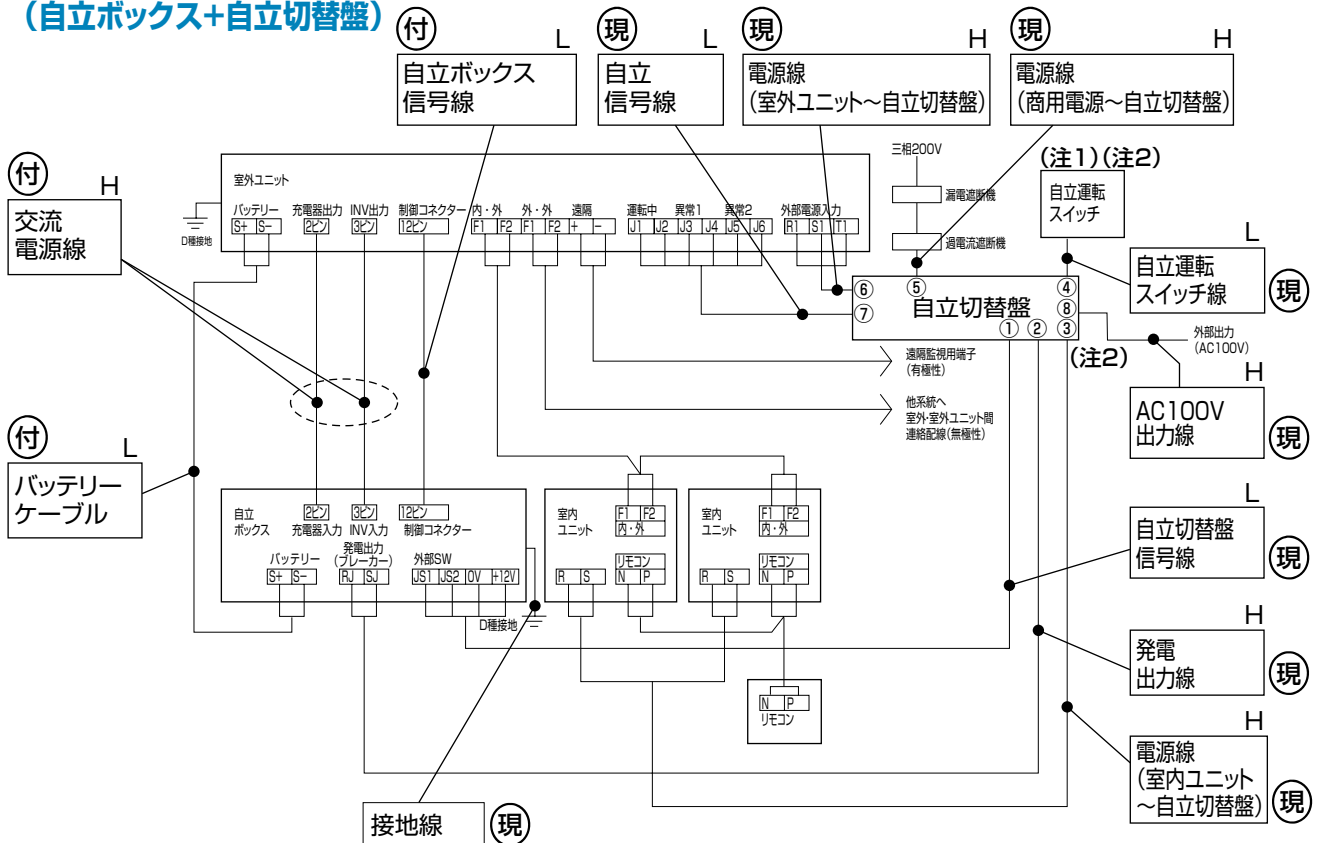 （自立ボックス+自立切替盤）
付 L
自立ボックス
信号線
現 L
自立
信号線
現 H
電源線
（室外ユニット～自立切替盤）
現 H
電源線
（商用電源～自立切替盤）
付 H
交流
電源線
室外ユニット
バッテリー 充電器出力 INV出力 制御コネクター 内・外 外・外 遠隔 運転中 異常1 異常2 外部電源入力
S+ S- 2ピン 3ピン 12ピン F1 F2 F1 F2 + - J1 J2 J3 J4 J5 J6 R1 S1 T1
D種接地
三相200V
漏電遮断機
過電流遮断機
（注1）（注2）
自立運転
スイッチ
L
自立運転
スイッチ線
現
⑥ ⑤ ④
⑦ 自立切替盤 ⑧
① ② ③
（注2）
外部出力
（AC100V）
H
AC100V
出力線
現
遠隔監視用端子
（有極性）
他系統へ
室外・室外ユニット間
連絡配線（無極性）
付 L
バッテリー
ケーブル
自立
ボックス
2ピン 3ピン 12ピン
充電器入力 INV入力 制御コネクター
バッテリー 発電出力
（ブレーカー） 外部SW
S+ S- RJ SJ JS1 JS2 0V +12V
D種接地
室内
ユニット
F1 F2
内・外
リモコン
R S N P
室内
ユニット
F1 F2
内・外
リモコン
R S N P
N P
リモコン
L
自立切替盤
信号線
現
H
発電
出力線
現
H
電源線
（室内ユニット
～自立切替盤）
現
接地線
現